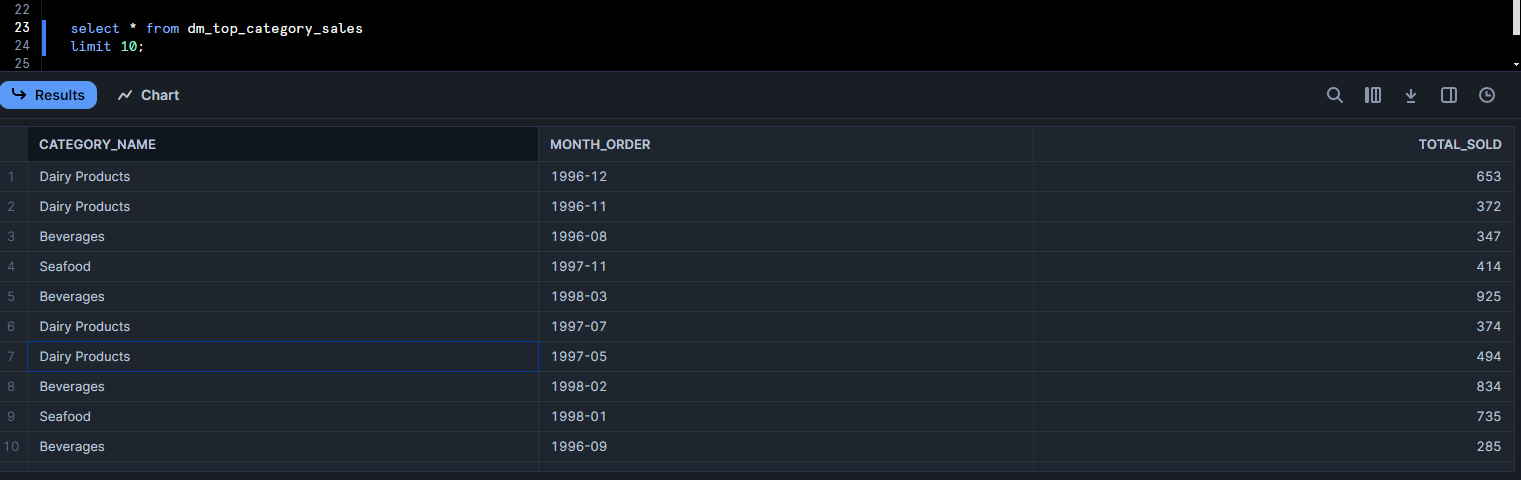 22
23 select * from dm_top_category_sales
24 limit 10;
25
Results Chart
CATEGORY_NAME MONTH_ORDER TOTAL_SOLD
1 Dairy Products 1996-12 653
2 Dairy Products 1996-11 372
3 Beverages 1996-08 347
4 Seafood 1997-11 414
5 Beverages 1998-03 925
6 Dairy Products 1997-07 374
7 Dairy Products 1997-05 494
8 Beverages 1998-02 834
9 Seafood 1998-01 735
10 Beverages 1996-09 285